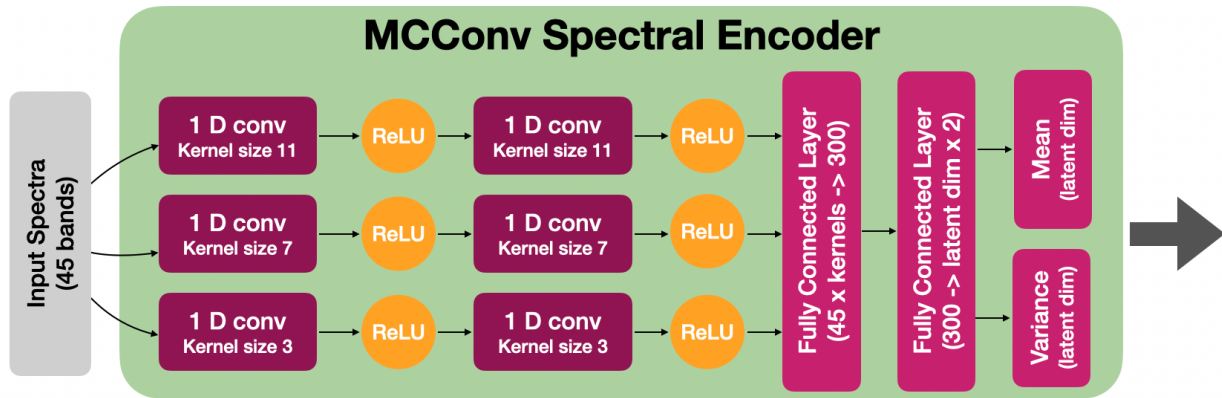 MCConv Spectral Encoder
Input Spectra
(45 bands)
1 D conv
Kernel size 11
ReLU
1 D conv
Kernel size 11
ReLU
1 D conv
Kernel size 7
ReLU
1 D conv
Kernel size 7
ReLU
1 D conv
Kernel size 3
ReLU
1 D conv
Kernel size 3
ReLU
Fully Connected Layer
(45 x kernels -> 300)
Fully Connected Layer
(300 -> latent dim x 2)
Mean
(latent dim)
Variance
(latent dim)